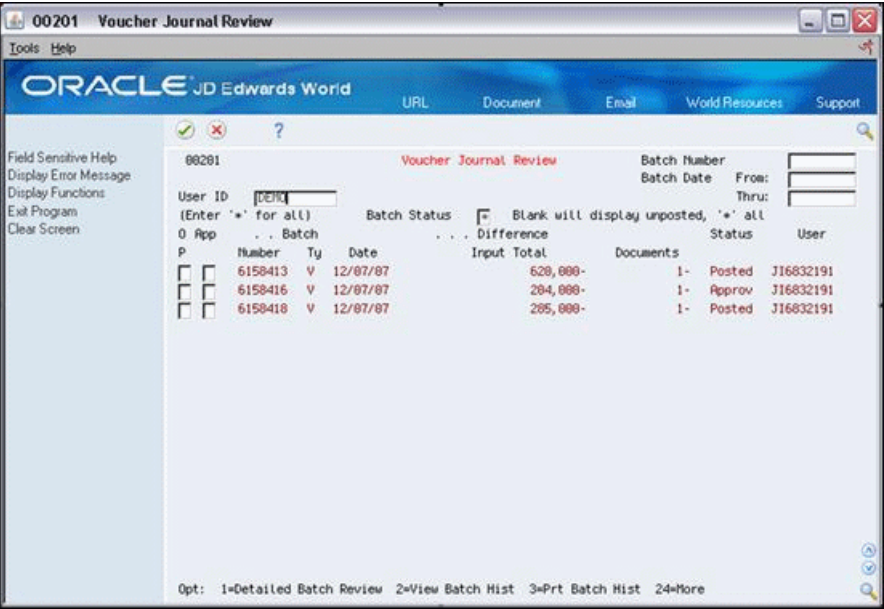 00201 Voucher Journal Review
Tools Help
ORACLE JD Edwards World
URL Document Email World Resources Support
?
Field Sensitive Help
Display Error Message
Display Functions
Exit Program
Clear Screen
00201 Voucher Journal Review Batch Number
Batch Date From:
User ID DEMO Thru:
(Enter '*' for all) Batch Status * Blank will display unposted, '*' all
O App . . Batch . . . Difference Status User
P Number Ty Date Input Total Documents
6158413 V 12/07/07 620,000- 1- Posted JI6832191
6158416 V 12/07/07 204,000- 1- Approv JI6832191
6158418 V 12/07/07 205,000- 1- Posted JI6832191
Opt: 1=Detailed Batch Review 2=View Batch Hist 3=Prt Batch Hist 24=More